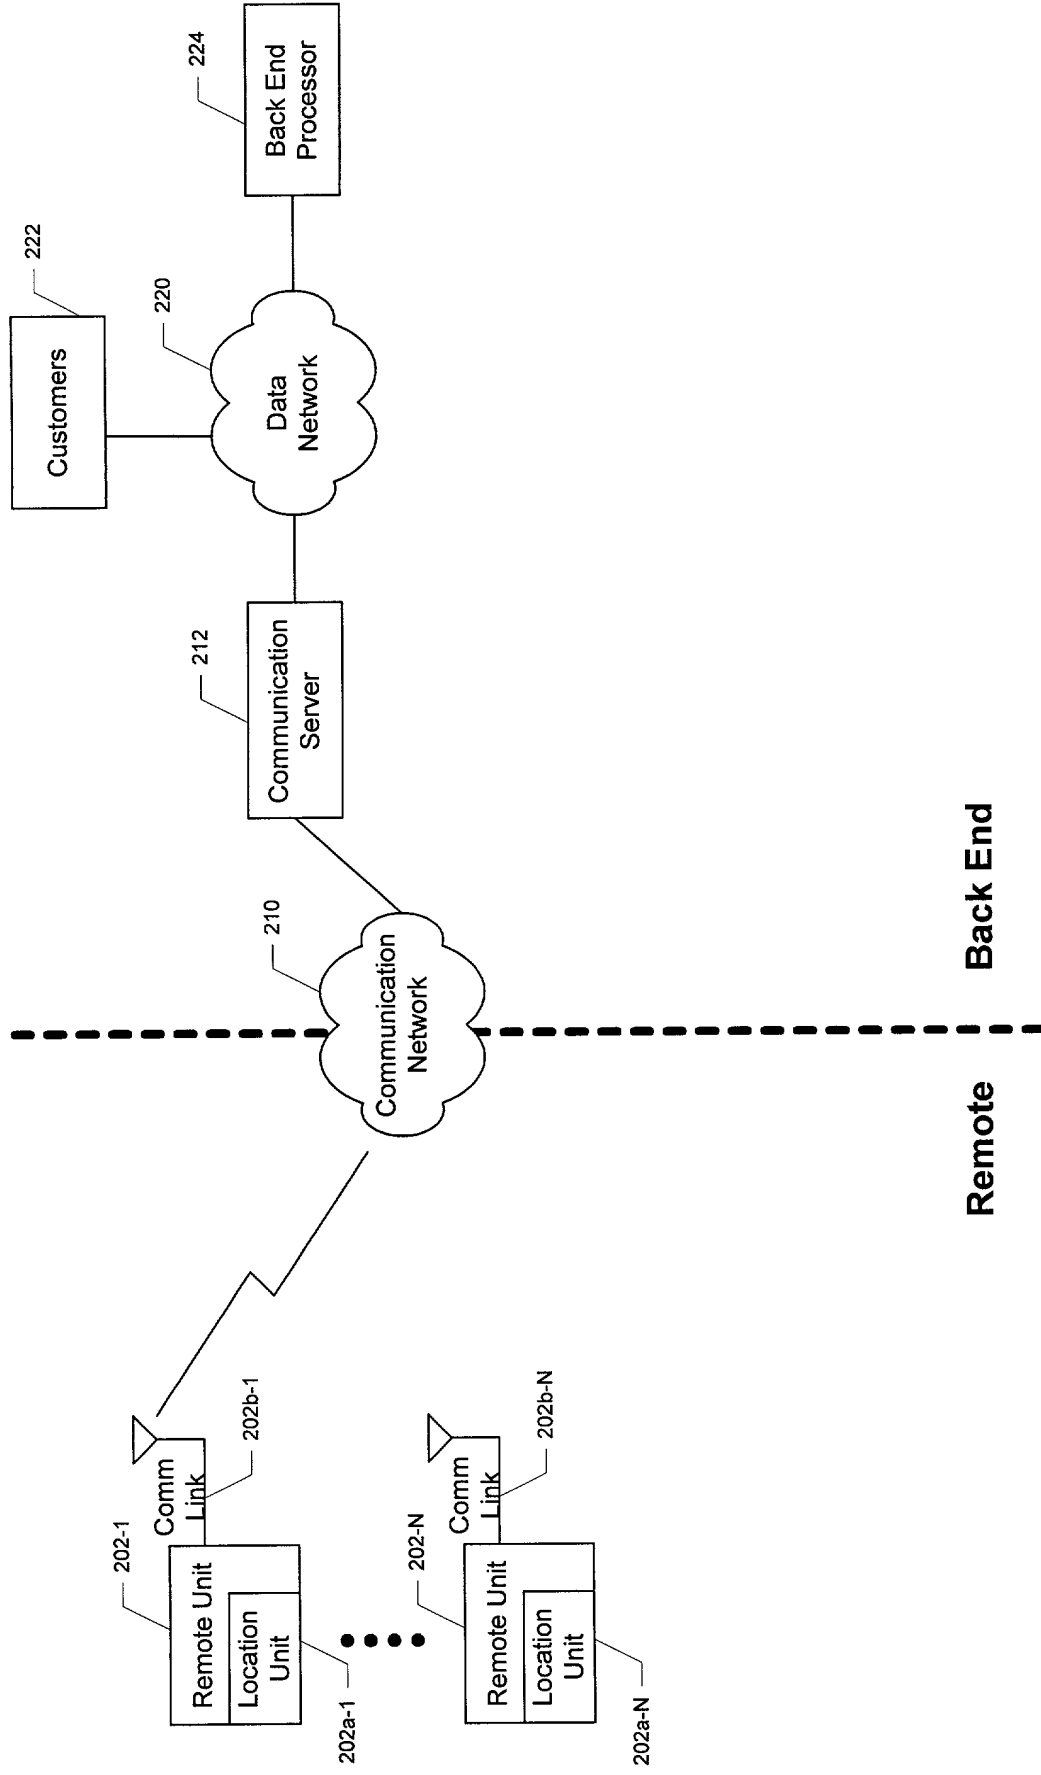 202-1
Remote Unit
Location
Unit
202a-1
Comm
Link
202b-1
202-N
Remote Unit
Location
Unit
202a-N
Comm
Link
202b-N
210
Communication
Network
212
Communication
Server
220
Data
Network
222
Customers
224
Back End
Processor
Remote
Back End